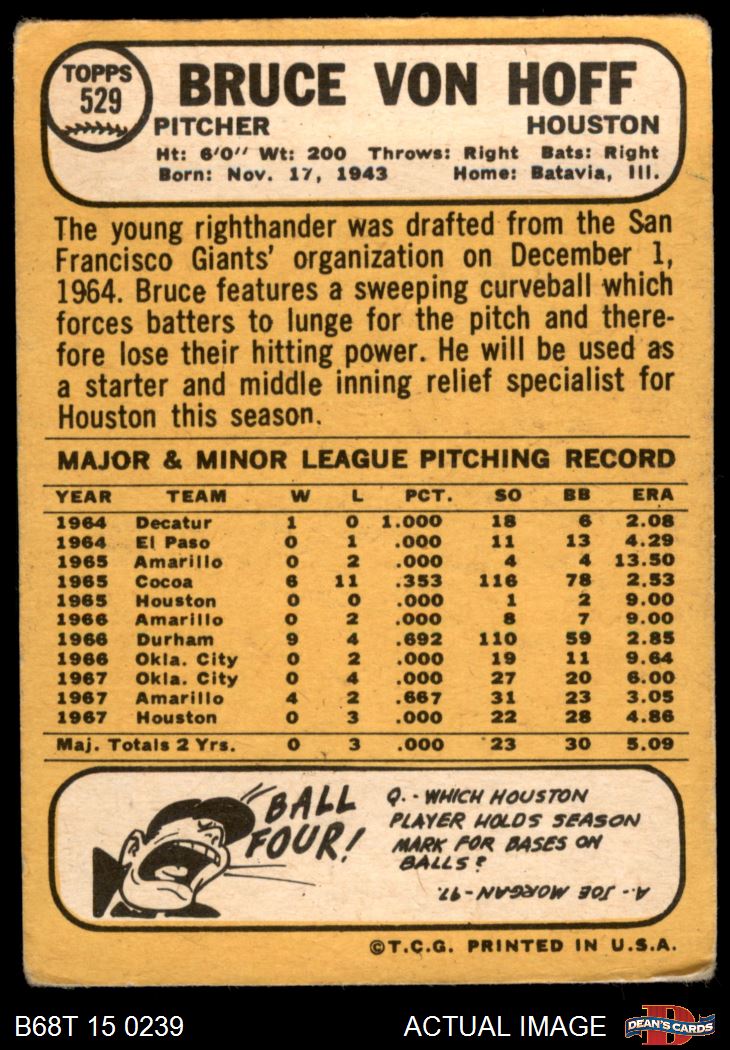 TOPPS
529
BRUCE VON HOFF
PITCHER HOUSTON
Ht: 6'0" Wt: 200 Throws: Right Bats: Right
Born: Nov. 17, 1943 Home: Batavia, Ill.
The young righthander was drafted from the San
Francisco Giants' organization on December 1,
1964. Bruce features a sweeping curveball which
forces batters to lunge for the pitch and there-
fore lose their hitting power. He will be used as
a starter and middle inning relief specialist for
Houston this season.
MAJOR & MINOR LEAGUE PITCHING RECORD
YEAR TEAM W L PCT. SO BB ERA
1964 Decatur 1 0 1.000 18 6 2.08
1964 El Paso 0 1 .000 11 13 4.29
1965 Amarillo 0 2 .000 4 4 13.50
1965 Cocoa 6 11 .353 116 78 2.53
1965 Houston 0 0 .000 1 2 9.00
1966 Amarillo 0 2 .000 8 7 9.00
1966 Durham 9 4 .692 110 59 2.85
1966 Okla. City 0 2 .000 19 11 9.64
1967 Okla. City 0 4 .000 27 20 6.00
1967 Amarillo 4 2 .667 31 23 3.05
1967 Houston 0 3 .000 22 28 4.86
Maj. Totals 2 Yrs. 0 3 .000 23 30 5.09
BALL
FOUR!
Q.-WHICH HOUSTON
PLAYER HOLDS SEASON
MARK FOR BASES ON
BALLS?
A.-JOE MORGAN-97.
©T.C.G. PRINTED IN U.S.A.
B68T 15 0239 ACTUAL IMAGE
D
DEAN'S CARDS